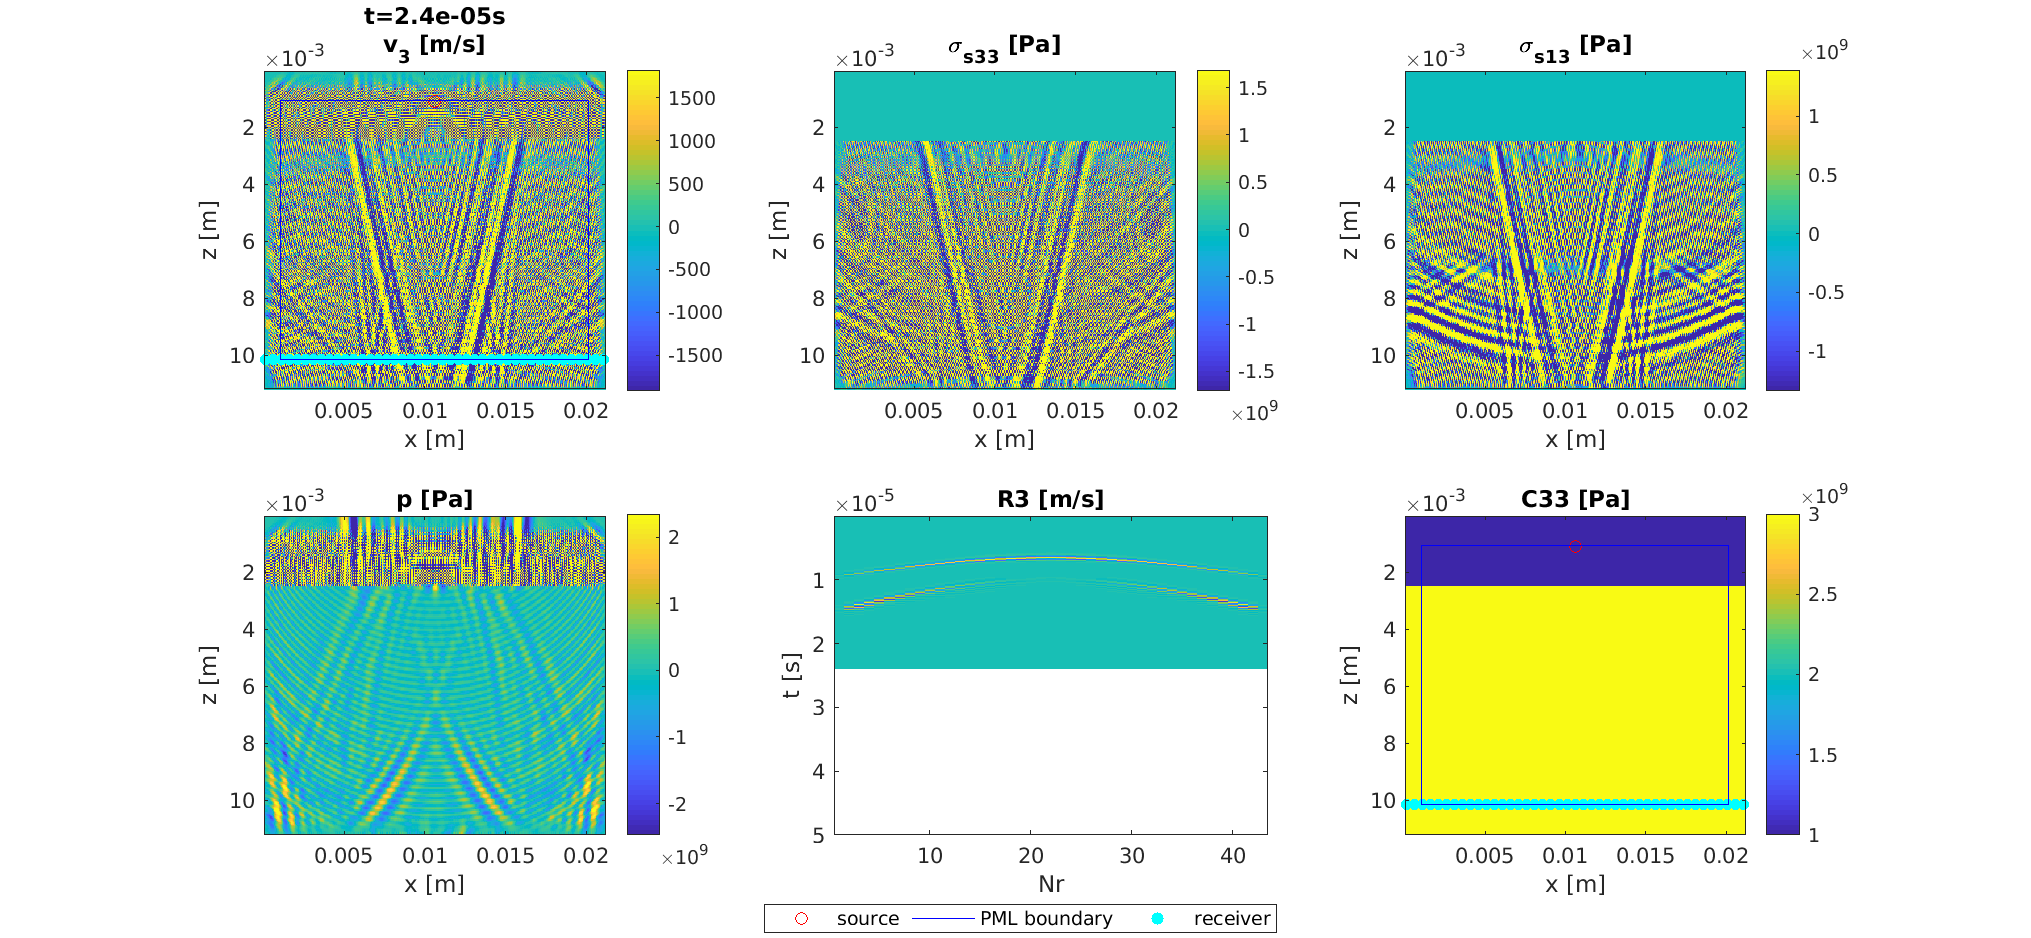 t=2.4e-05s
v3 [m/s]
×10-3
2
4
6
8
10
z [m]
0.005 0.01 0.015 0.02
x [m]
1500
1000
500
0
-500
-1000
-1500
σs33 [Pa]
×10-3
2
4
6
8
10
z [m]
0.005 0.01 0.015 0.02
x [m]
1.5
1
0.5
0
-0.5
-1
-1.5
×109
σs13 [Pa]
×10-3
2
4
6
8
10
z [m]
0.005 0.01 0.015 0.02
x [m]
×109
1
0.5
0
-0.5
-1
p [Pa]
×10-3
2
4
6
8
10
z [m]
0.005 0.01 0.015 0.02
x [m]
2
1
0
-1
-2
×109
R3 [m/s]
×10-5
1
2
3
4
5
t [s]
10 20 30 40
Nr
C33 [Pa]
×10-3
2
4
6
8
10
z [m]
0.005 0.01 0.015 0.02
x [m]
×109
3
2.5
2
1.5
1
source PML boundary receiver